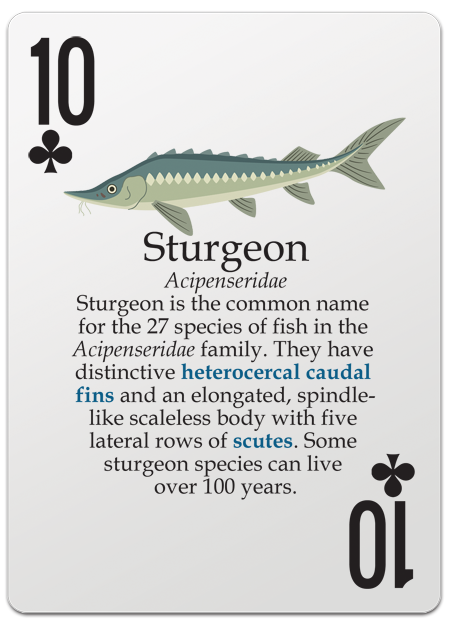 10
Sturgeon
Acipenseridae
Sturgeon is the common name
for the 27 species of fish in the
Acipenseridae family. They have
distinctive heterocercal caudal
fins and an elongated, spindle-
like scaleless body with five
lateral rows of scutes. Some
sturgeon species can live
over 100 years.
10